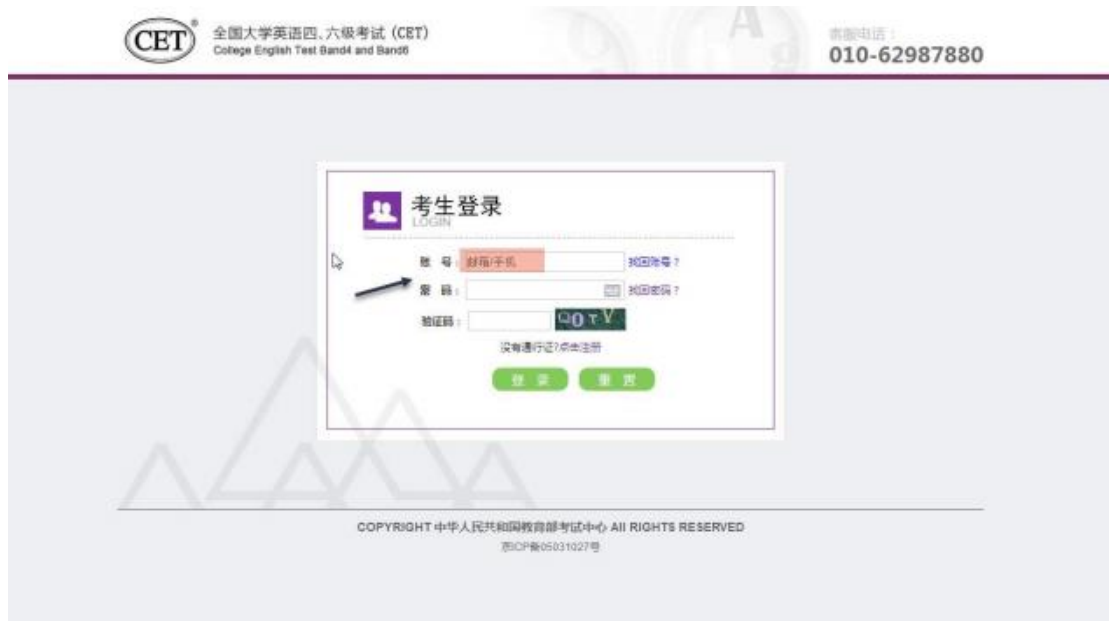 CET
全国大学英语四、六级考试（CET）
College English Test Band4 and Band6
客服电话：
010-62987880
考生登录
LOGIN
账 号： 邮箱/手机 找回账号？
密 码： 找回密码？
验证码： QOTV
没有通行证?点击注册
登 录 重 置
COPYRIGHT 中华人民共和国教育部考试中心 All RIGHTS RESERVED
京ICP备05031027号